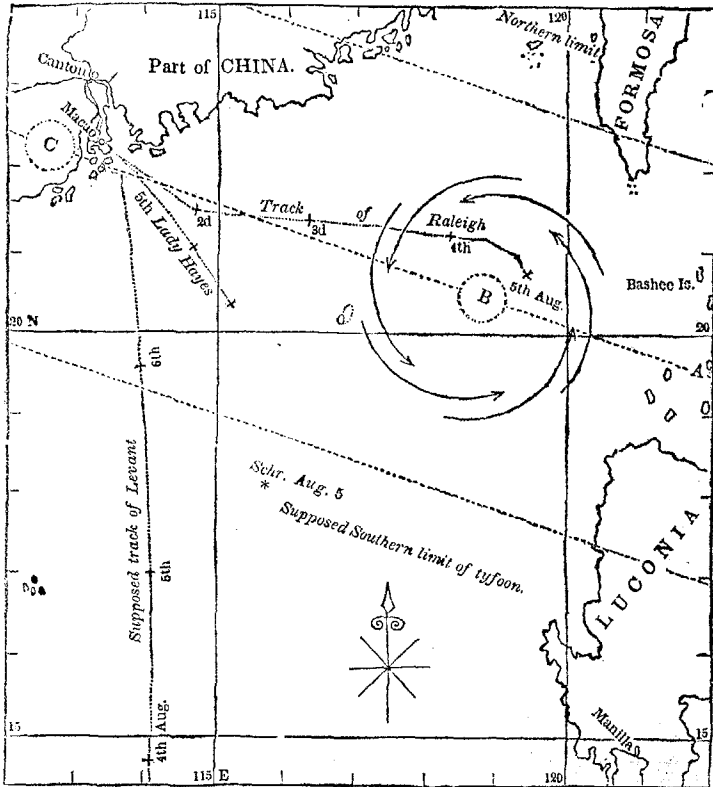 115
120
Northern limit
FORMOSA
Canton
Part of CHINA.
Macao
C
Track of Raleigh
2d
3d
4th
5th Aug.
5th Lady Hayes
B
Bashee Is.
20 N
20
A
6th
Supposed track of Levant
Schr. Aug. 5
*
Supposed Southern limit of tyfoon.
5th
LUCONIA
Manilla
15
15
4th Aug.
115 E
120